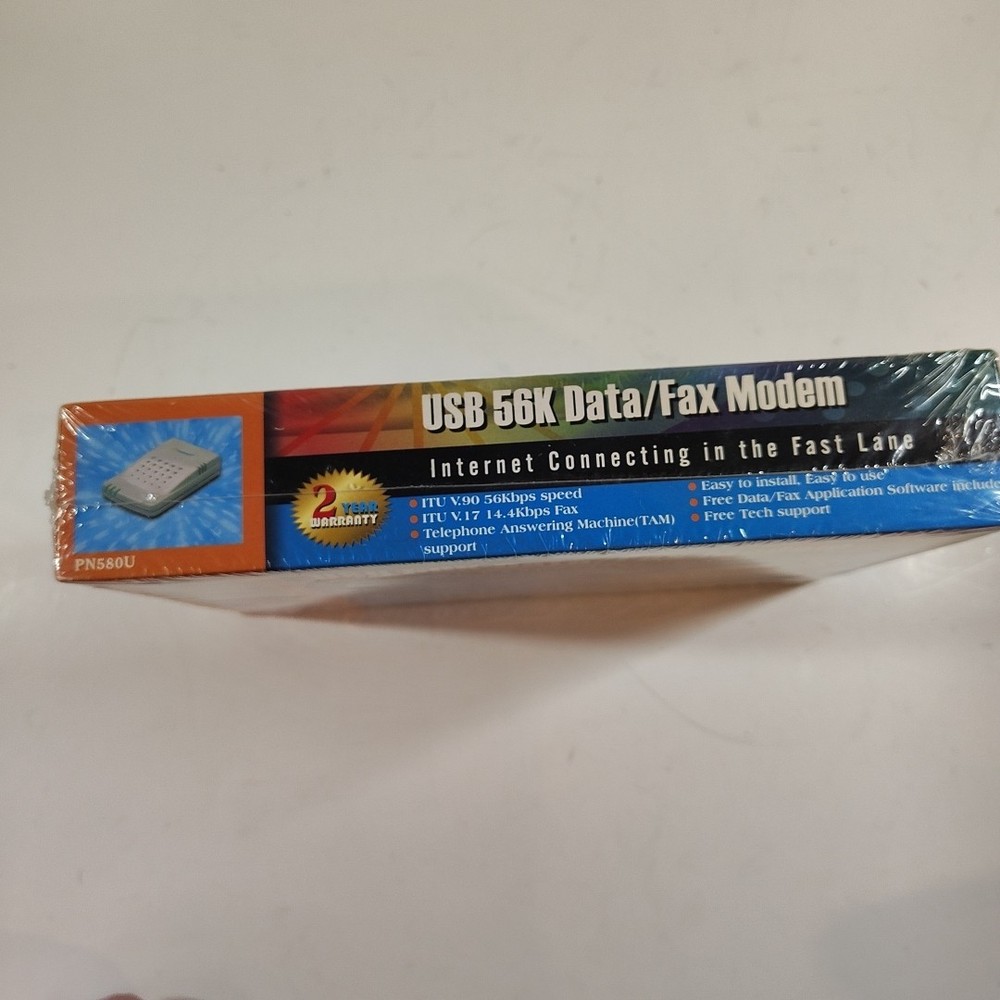 USB 56K Data/Fax Modem
Internet Connecting in the Fast Lane
2 YEAR
WARRANTY
ITU V.90 56Kbps speed
ITU V.17 14.4Kbps Fax
Telephone Answering Machine(TAM)
support
Easy to install. Easy to use
Free Data/Fax Application Software include
Free Tech support
PN580U